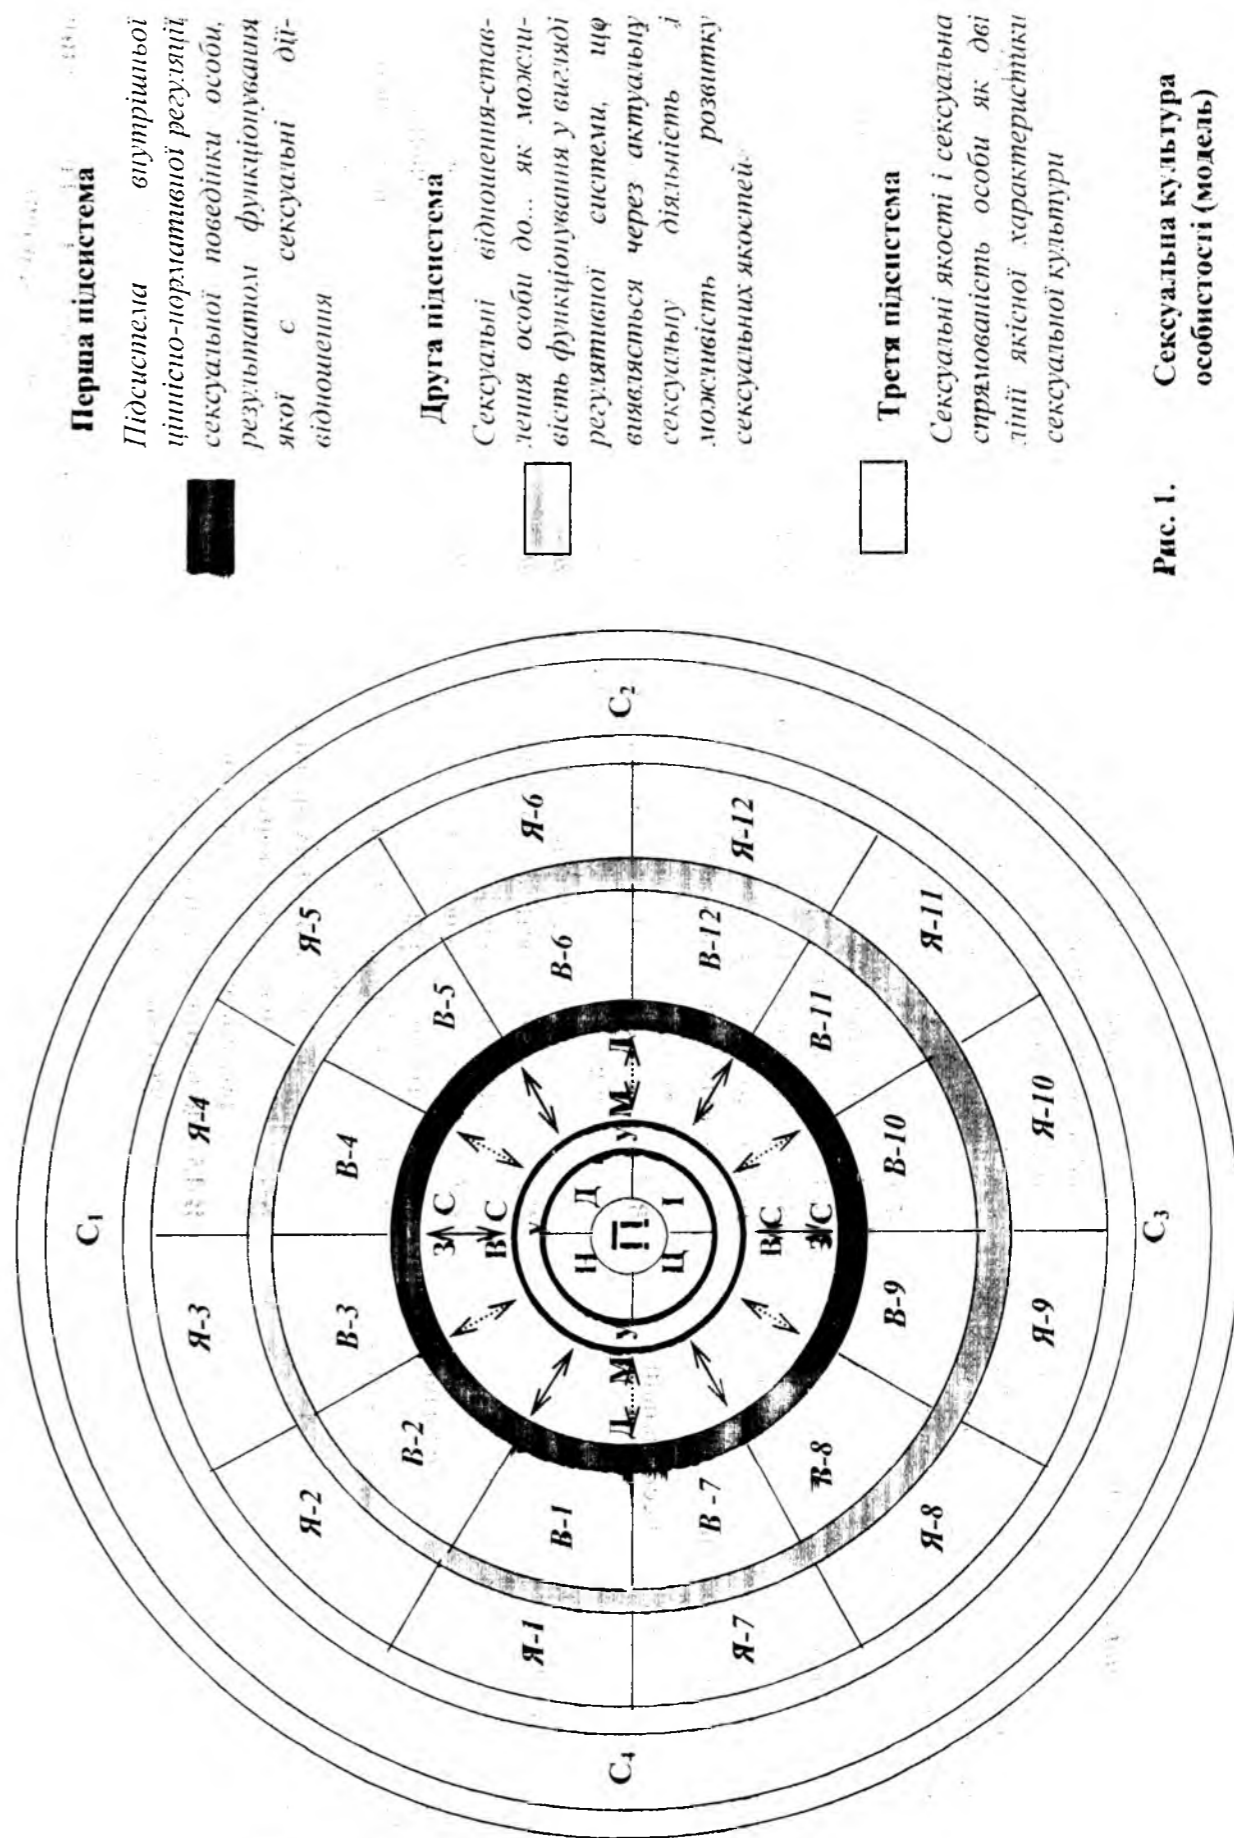 Перша підсистема
Підсистема внутрішньої
ціннісно-нормативної регуляції
сексуальної поведінки особи,
результатом функціонування
якої є сексуальні дії-
відношення
Друга підсистема
Сексуальні відношення-став-
лення особи до... як можли-
вість функціонування у вигляді
регулятивної системи, що
виявляється через актуальну
сексуальну діяльність і
можливість розвитку
сексуальних якостей
Третя підсистема
Сексуальні якості і сексуальна
спрямованість особи як дві
лінії якісної характеристики
сексуальної культури
Рис. 1. Сексуальна культура
особистості (модель)
С₁
Я-3 Я-4
Я-2 Я-5
В-3 В-4
В-2 В-5
Я-1 Я-6
В-1 В-6
З С
В С
У
Н Д
С₄ Д М У П У М Д С₂
Ц І
В С
З С
В-7 В-12
Я-7 Я-12
В-8 В-11
В-9 В-10
Я-8 Я-11
Я-9 Я-10
С₃